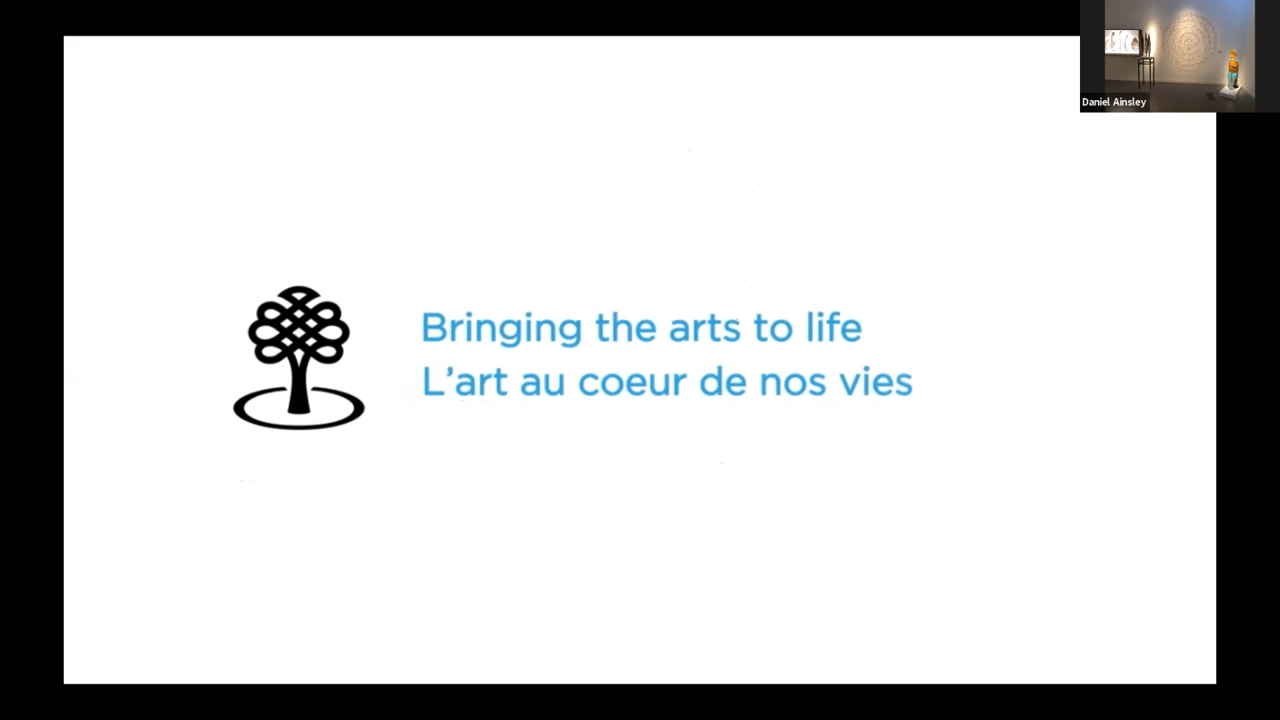 Bringing the arts to life
L'art au coeur de nos vies
Daniel Ainsley